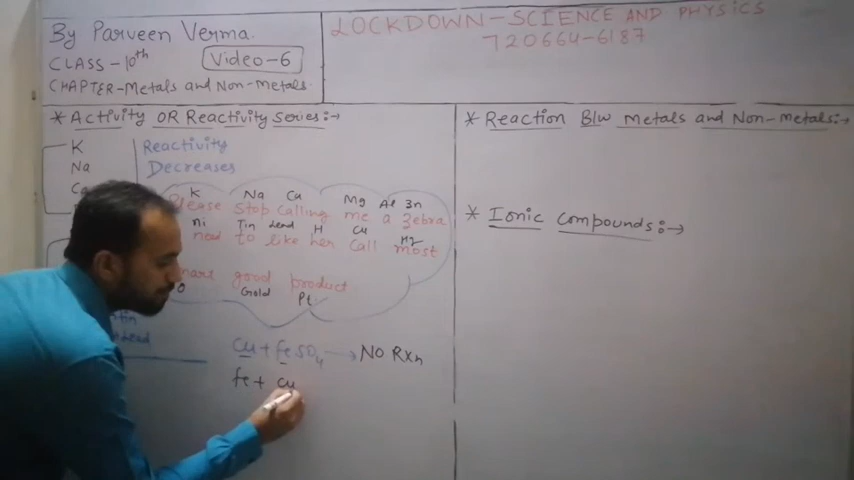 By Parveen Verma.
CLASS-10th
Video-6
CHAPTER-Metals and Non-Metals.
LOCKDOWN-SCIENCE AND PHYSICS
720664-6187
* Activity OR Reactivity Series:→
K
Na
Reactivity
Decreases
K Na Ca Mg Al Zn
Please Stop Calling me a Zebra
Ni Tin Lead H Cu Hg
to like her call most
good product
Gold Pt
Cu + FeSO4 → No Rxn
Fe + Cu
* Reaction B/w Metals and Non-Metals:→
* Ionic Compounds:→